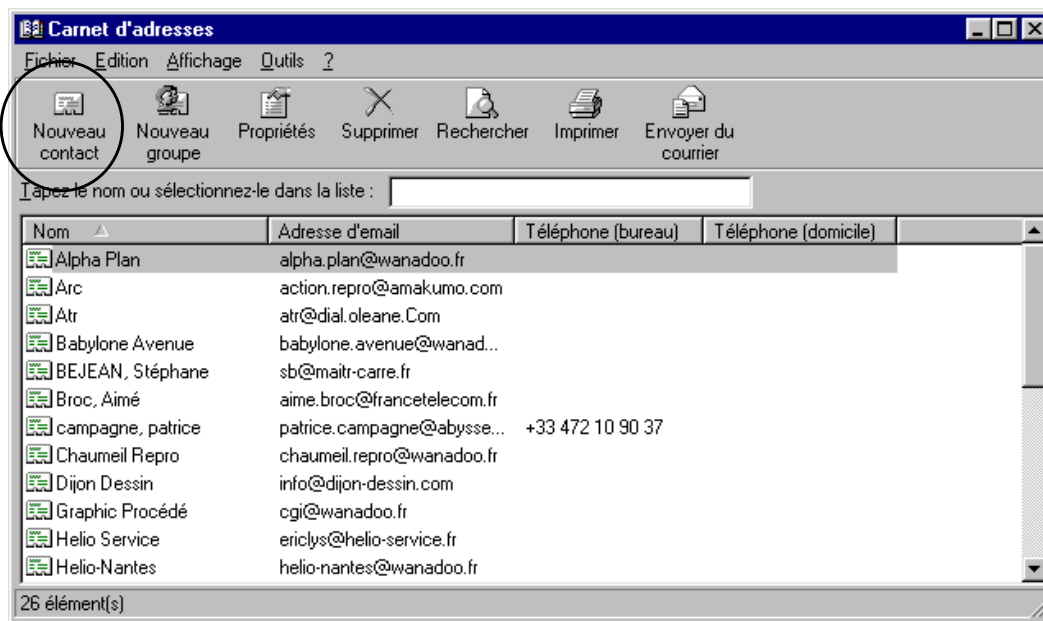 Carnet d'adresses
Fichier Edition Affichage Outils ?
Nouveau contact Nouveau groupe Propriétés Supprimer Rechercher Imprimer Envoyer du courrier
Tapez le nom ou sélectionnez-le dans la liste :
Nom Adresse d'email Téléphone (bureau) Téléphone (domicile)
Alpha Plan alpha.plan@wanadoo.fr
Arc action.repro@amakumo.com
Atr atr@dial.oleane.Com
Babylone Avenue babylone.avenue@wanad...
BEJEAN, Stéphane sb@maitr-carre.fr
Broc, Aimé aime.broc@francetelecom.fr
campagne, patrice patrice.campagne@abysse... +33 472 10 90 37
Chaumeil Repro chaumeil.repro@wanadoo.fr
Dijon Dessin info@dijon-dessin.com
Graphic Procédé cgi@wanadoo.fr
Helio Service ericlys@helio-service.fr
Helio-Nantes helio-nantes@wanadoo.fr
26 élément(s)